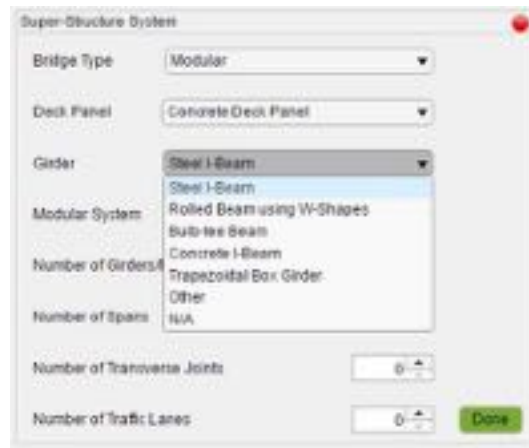 Super-Structure System
Bridge Type Modular
Deck Panel Concrete Deck Panel
Girder Steel I-Beam
Steel I-Beam
Modular System Rolled Beam using W-Shapes
Bulb-tee Beam
Concrete I-Beam
Number of Girders/
Trapezoidal Box Girder
Other
Number of Spans N/A
Number of Transverse Joints 0
Number of Traffic Lanes 0 Done